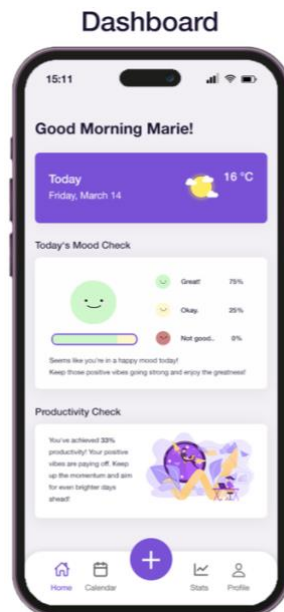 Dashboard
15:11
Good Morning Marie!
Today
16 °C
Friday, March 14
Today's Mood Check
Great! 75%
Okay. 25%
Not good.. 0%
Seems like you're in a happy mood today!
Keep those positive vibes going strong and enjoy the greatness!
Productivity Check
You've achieved 33%
productivity! Your positive
vibes are paying off. Keep
up the momentum and aim
for even brighter days
ahead!
Home Calendar Stats Profile